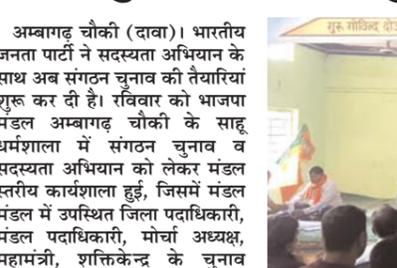 अम्बागढ़ चौकी (दावा)। भारतीय
जनता पार्टी ने सदस्यता अभियान के
साथ अब संगठन चुनाव की तैयारियां
शुरू कर दी है। रविवार को भाजपा
मंडल अम्बागढ़ चौकी के साहू
धर्मशाला में संगठन चुनाव व
सदस्यता अभियान को लेकर मंडल
स्तरीय कार्यशाला हुई, जिसमें मंडल
मंडल में उपस्थित जिला पदाधिकारी,
मंडल पदाधिकारी, मोर्चा अध्यक्ष,
महामंत्री, शक्तिकेन्द्र के चुनाव
गुरू गोविन्द